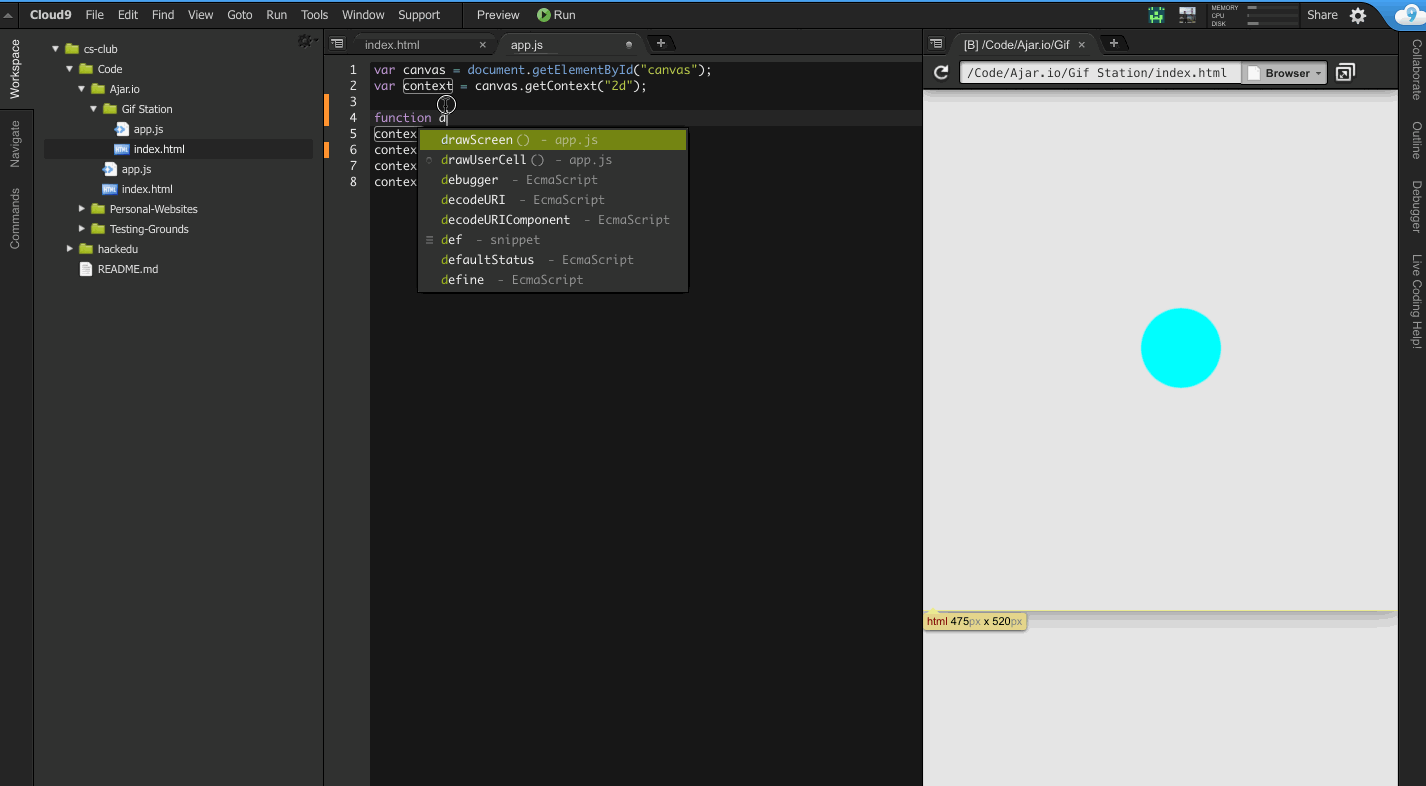 Cloud9 File Edit Find View Goto Run Tools Window Support Preview Run MEMORY CPU DISK Share
Workspace
Navigate
Commands
cs-club
Code
Ajar.io
Gif Station
app.js
index.html
app.js
index.html
Personal-Websites
Testing-Grounds
hackedu
README.md
index.html × app.js
1 var canvas = document.getElementById("canvas");
2 var context = canvas.getContext("2d");
3
4 function d
5 contex
6 contex
7 contex
8 contex
drawScreen() - app.js
drawUserCell() - app.js
debugger - EcmaScript
decodeURI - EcmaScript
decodeURIComponent - EcmaScript
def - snippet
defaultStatus - EcmaScript
define - EcmaScript
[B] /Code/Ajar.io/Gif ×
/Code/Ajar.io/Gif Station/index.html Browser
html 475px x 520px
Collaborate
Outline
Debugger
Live Coding Help!